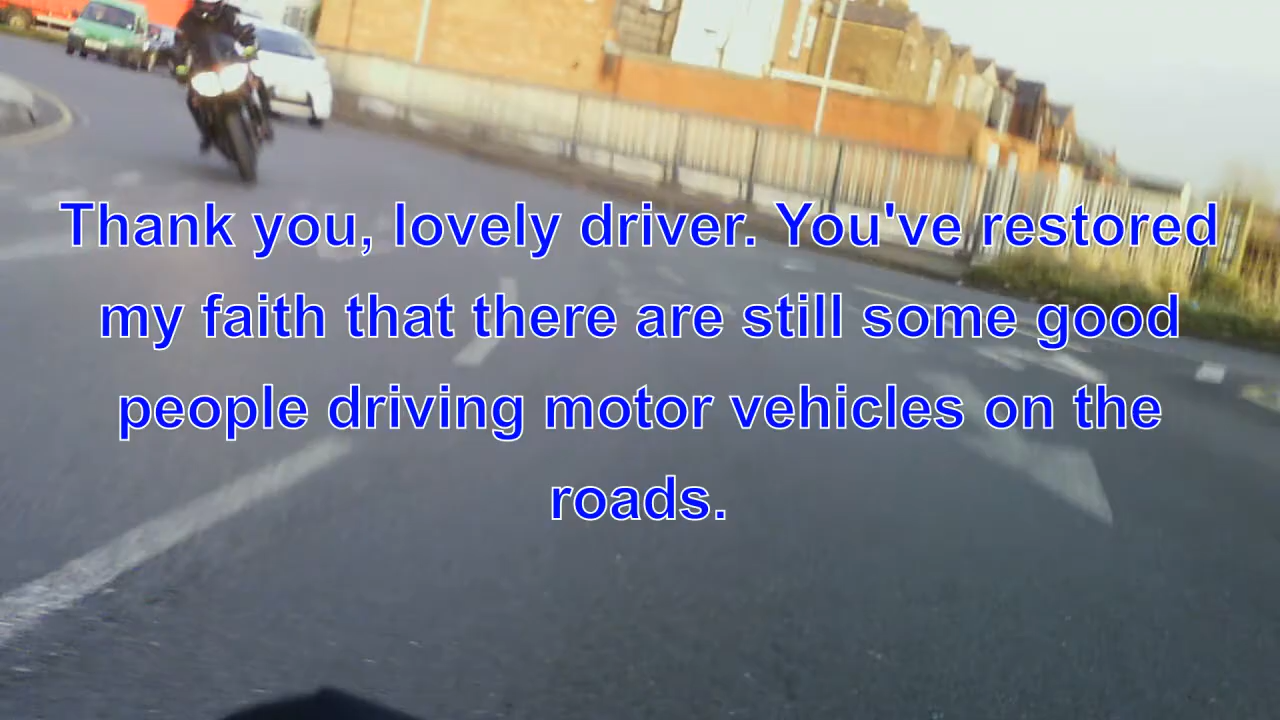 Thank you, lovely driver. You've restored
my faith that there are still some good
people driving motor vehicles on the
roads.